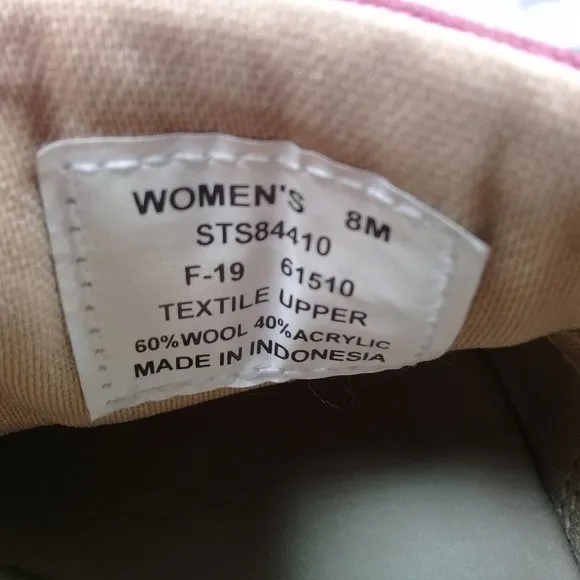 WOMEN'S 8M
STS84410
F-19 61510
TEXTILE UPPER
60%WOOL 40%ACRYLIC
MADE IN INDONESIA